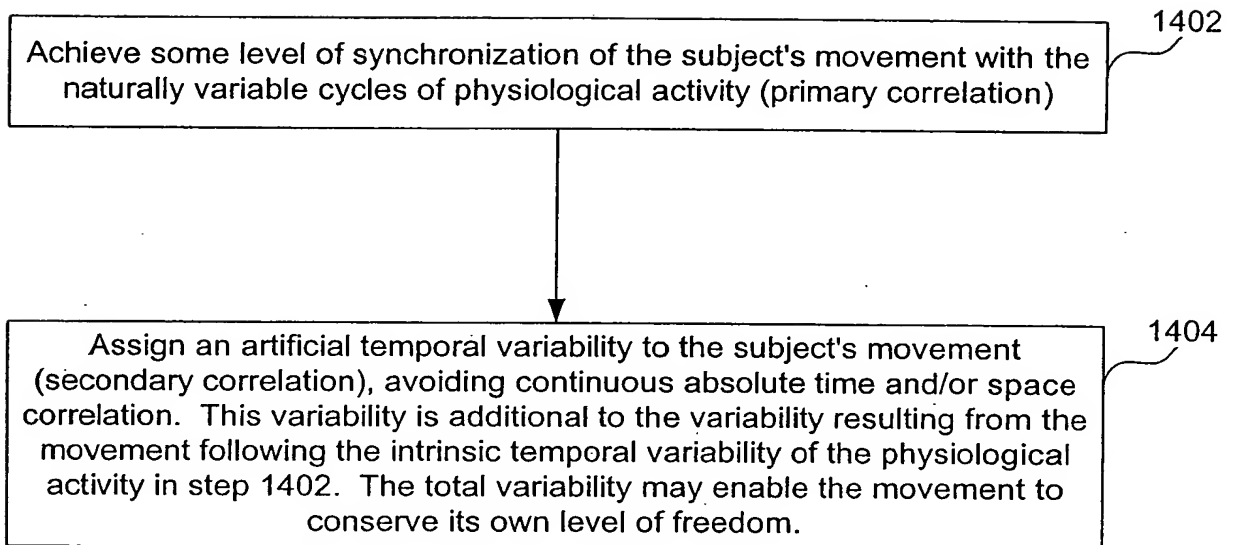 1402
Achieve some level of synchronization of the subject's movement with the
naturally variable cycles of physiological activity (primary correlation)
1404
Assign an artificial temporal variability to the subject's movement
(secondary correlation), avoiding continuous absolute time and/or space
correlation. This variability is additional to the variability resulting from the
movement following the intrinsic temporal variability of the physiological
activity in step 1402. The total variability may enable the movement to
conserve its own level of freedom.